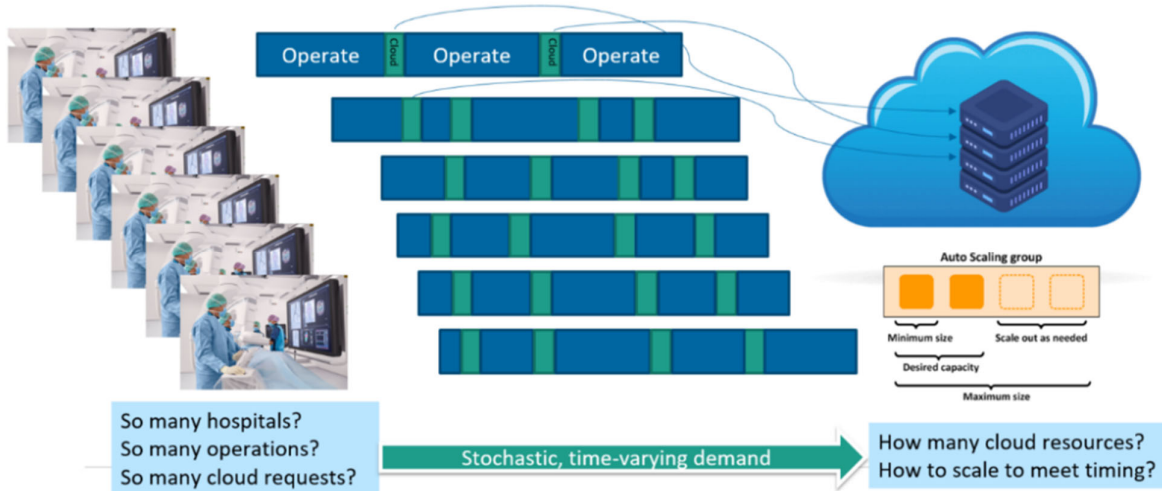 Operate
Cloud
Operate
Cloud
Operate
Auto Scaling group
Minimum size
Scale out as needed
Desired capacity
Maximum size
So many hospitals?
So many operations?
So many cloud requests?
Stochastic, time-varying demand
How many cloud resources?
How to scale to meet timing?